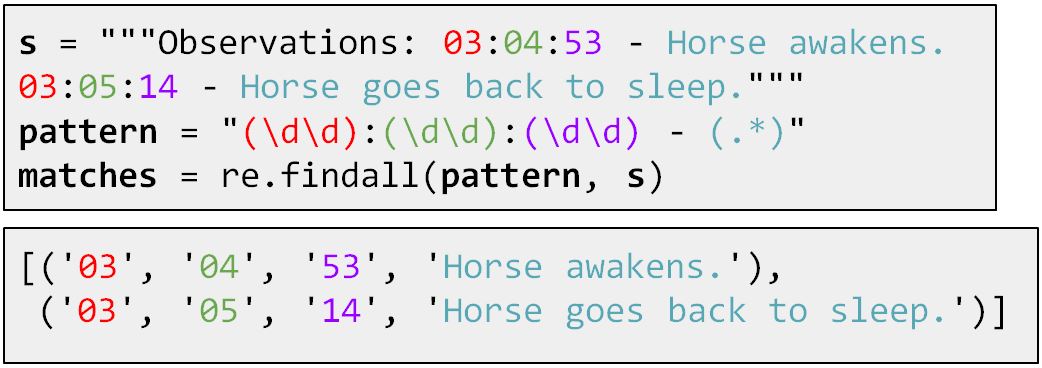 s = """Observations: 03:04:53 - Horse awakens.
03:05:14 - Horse goes back to sleep."""
pattern = "(\d\d):(\d\d):(\d\d) - (.*)"
matches = re.findall(pattern, s)
[('03', '04', '53', 'Horse awakens.'),
 ('03', '05', '14', 'Horse goes back to sleep.')]